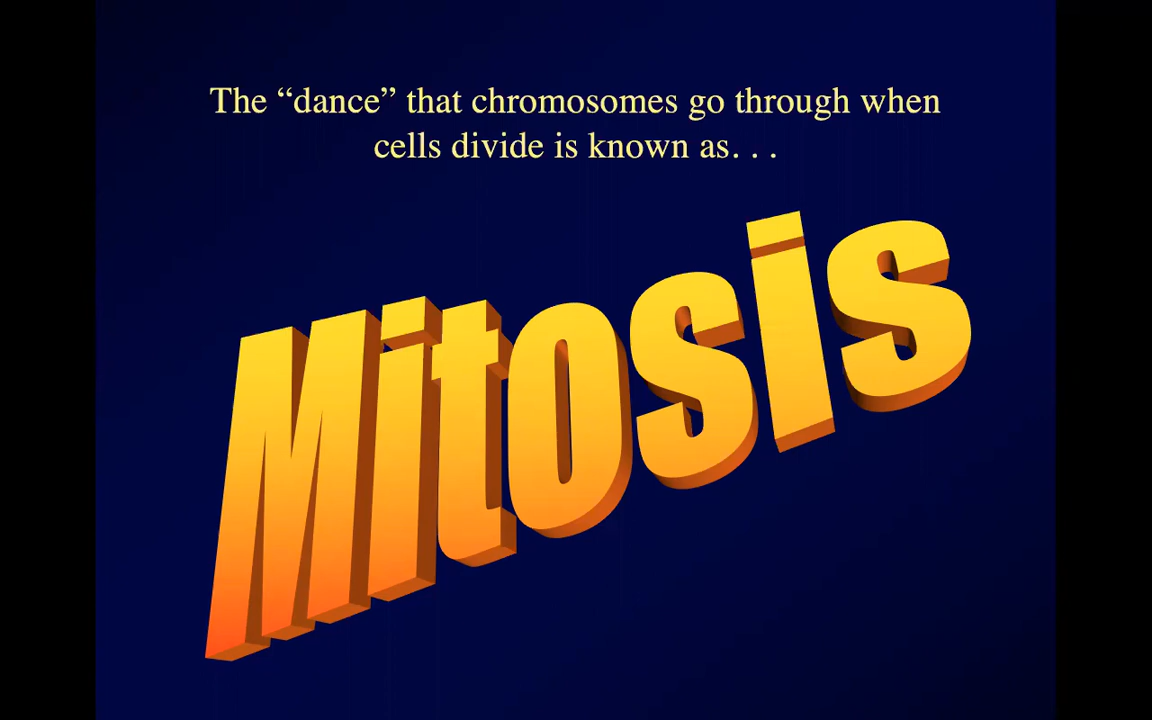 The “dance” that chromosomes go through when
cells divide is known as. . .
Mitosis